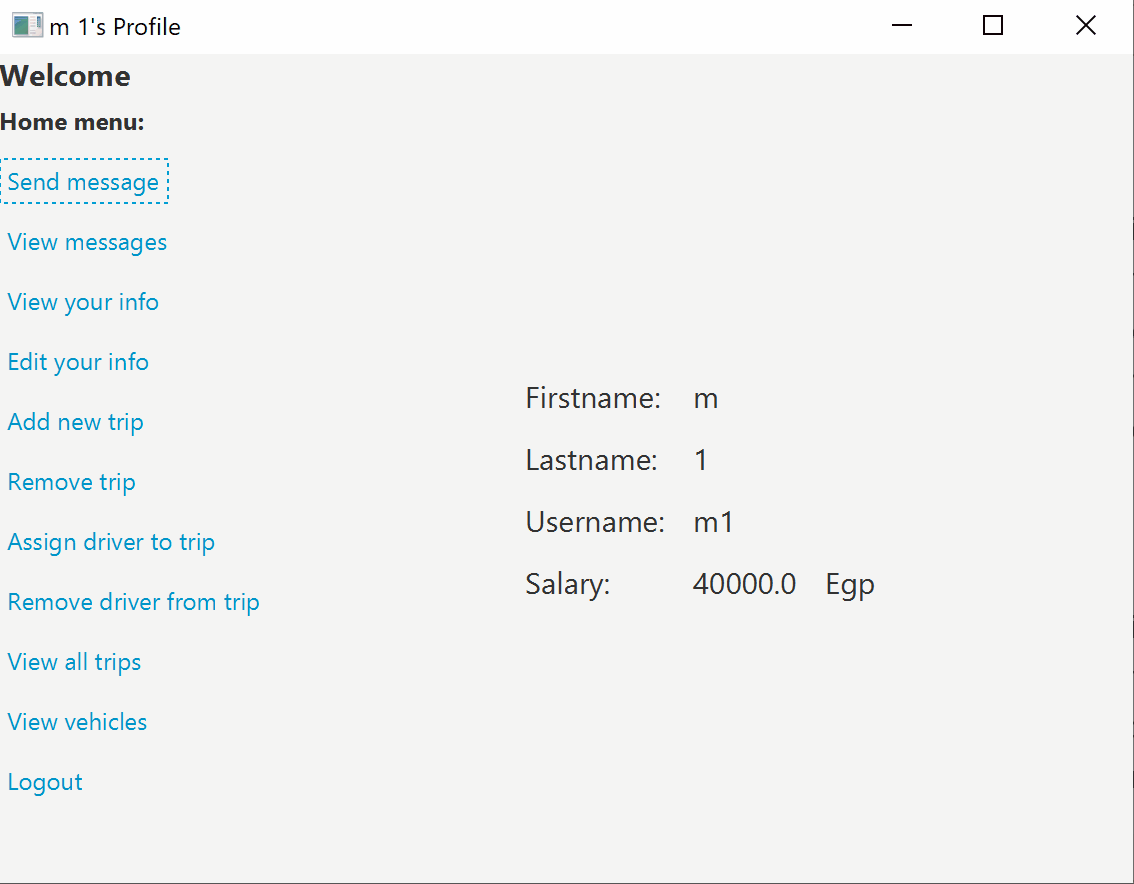 m 1's Profile
Welcome
Home menu:
Send message
View messages
View your info
Edit your info
Add new trip
Remove trip
Assign driver to trip
Remove driver from trip
View all trips
View vehicles
Logout
Firstname: m
Lastname: 1
Username: m1
Salary: 40000.0 Egp